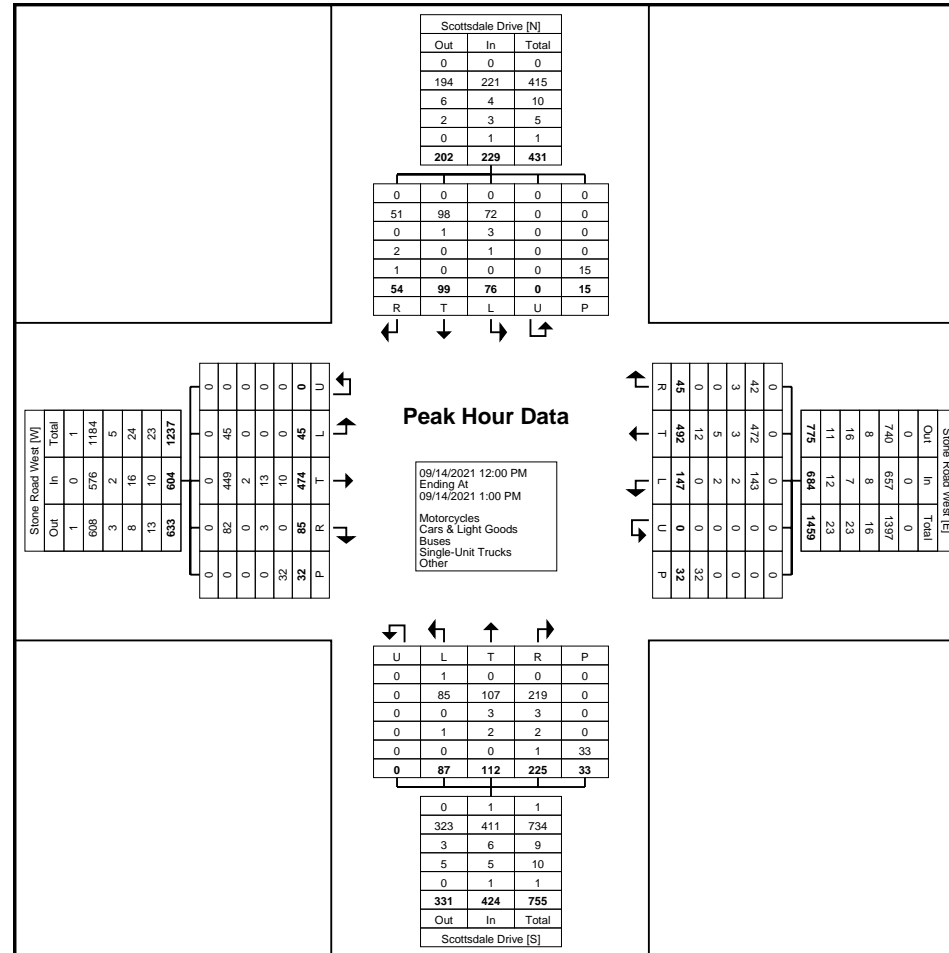 Scottsdale Drive [N]
Out In Total
0 0 0
194 221 415
6 4 10
2 3 5
0 1 1
202 229 431
0 0 0 0 0
51 98 72 0 0
0 1 3 0 0
2 0 1 0 0
1 0 0 0 15
54 99 76 0 15
R T L U P
Stone Road West [W]
Out In Total
1 0 1
608 576 1184
3 2 5
8 16 24
13 10 23
633 604 1237
0 0 0 0 0
0 82 449 45 0
0 0 2 0 0
0 3 13 0 0
32 0 10 0 0
32 85 474 45 0
P R T L U
Peak Hour Data
09/14/2021 12:00 PM
Ending At
09/14/2021 1:00 PM
Motorcycles
Cars & Light Goods
Buses
Single-Unit Trucks
Other
Stone Road West [E]
Out In Total
0 0 0
740 657 1397
8 8 16
16 7 23
11 12 23
775 684 1459
0 0 0 0 0
42 472 143 0 0
3 3 2 0 0
0 5 2 0 0
0 12 0 0 32
45 492 147 0 32
R T L U P
U L T R P
0 1 0 0 0
0 85 107 219 0
0 0 3 3 0
0 1 2 2 0
0 0 0 1 33
0 87 112 225 33
0 1 1
323 411 734
3 6 9
5 5 10
0 1 1
331 424 755
Out In Total
Scottsdale Drive [S]